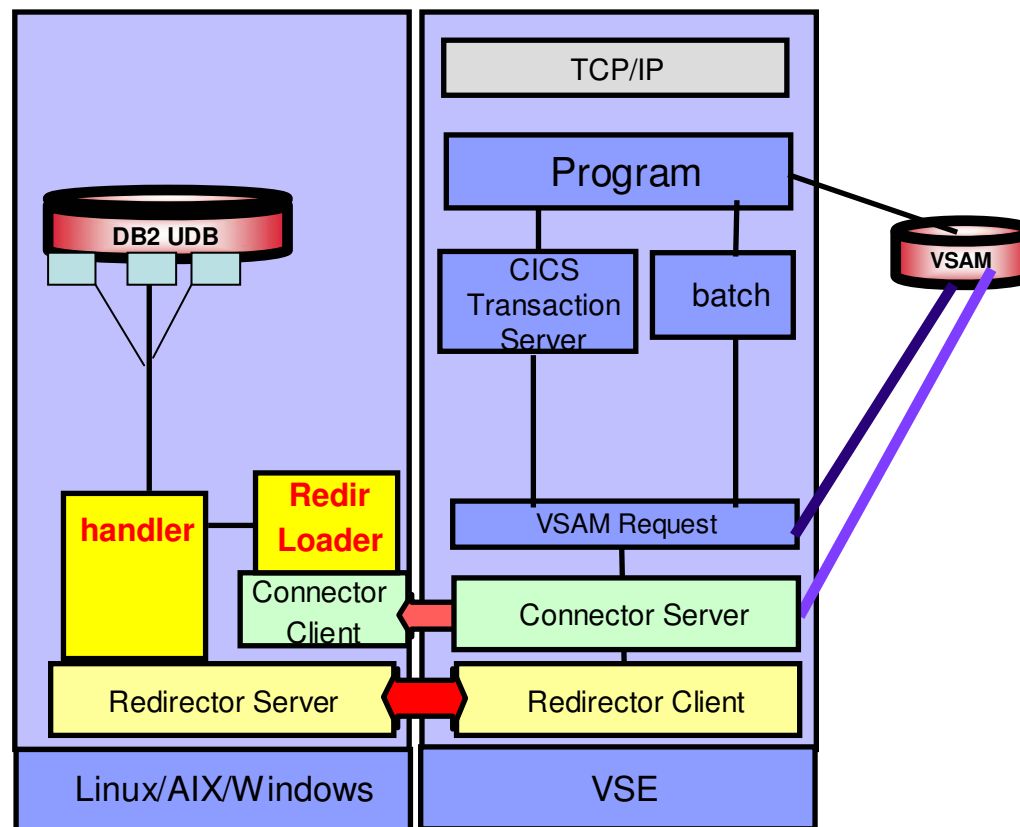 TCP/IP
Program
DB2 UDB
VSAM
CICS
Transaction
Server
batch
Redir
Loader
handler
VSAM Request
Connector
Client
Connector Server
Redirector Server
Redirector Client
Linux/AIX/Windows
VSE